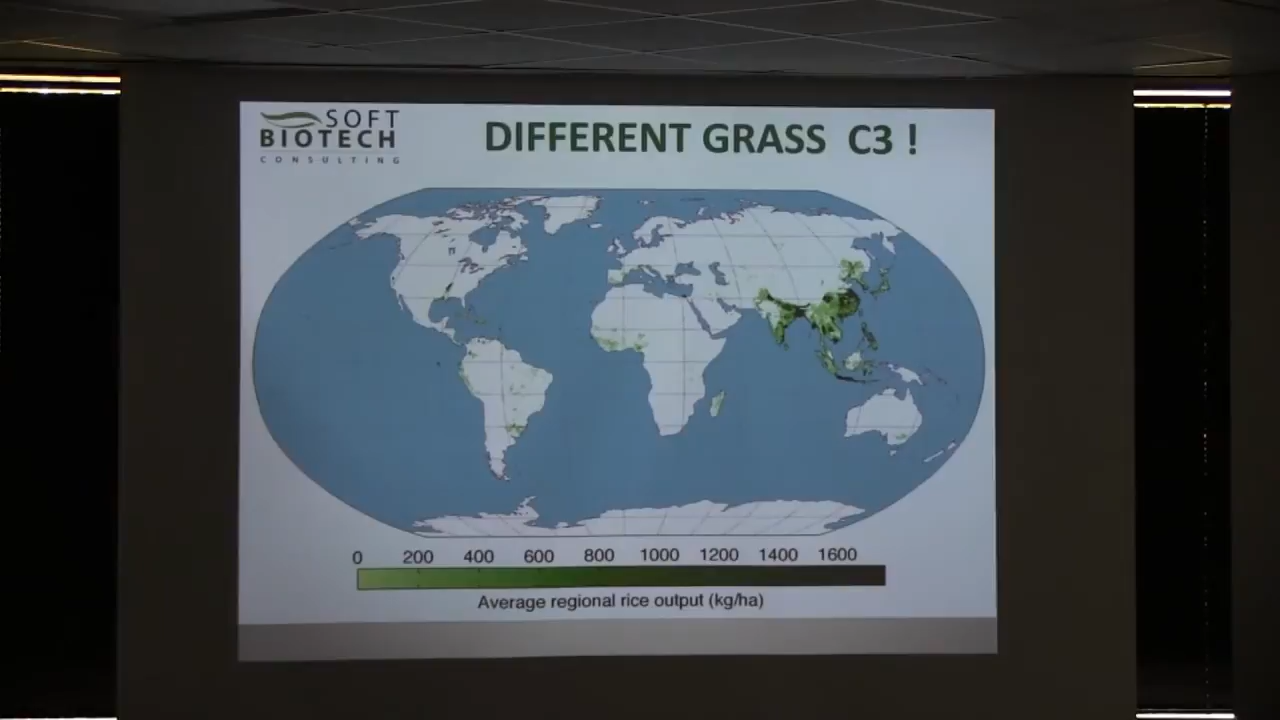 SOFT
BIOTECH
CONSULTING
DIFFERENT GRASS C3 !
0 200 400 600 800 1000 1200 1400 1600
Average regional rice output (kg/ha)